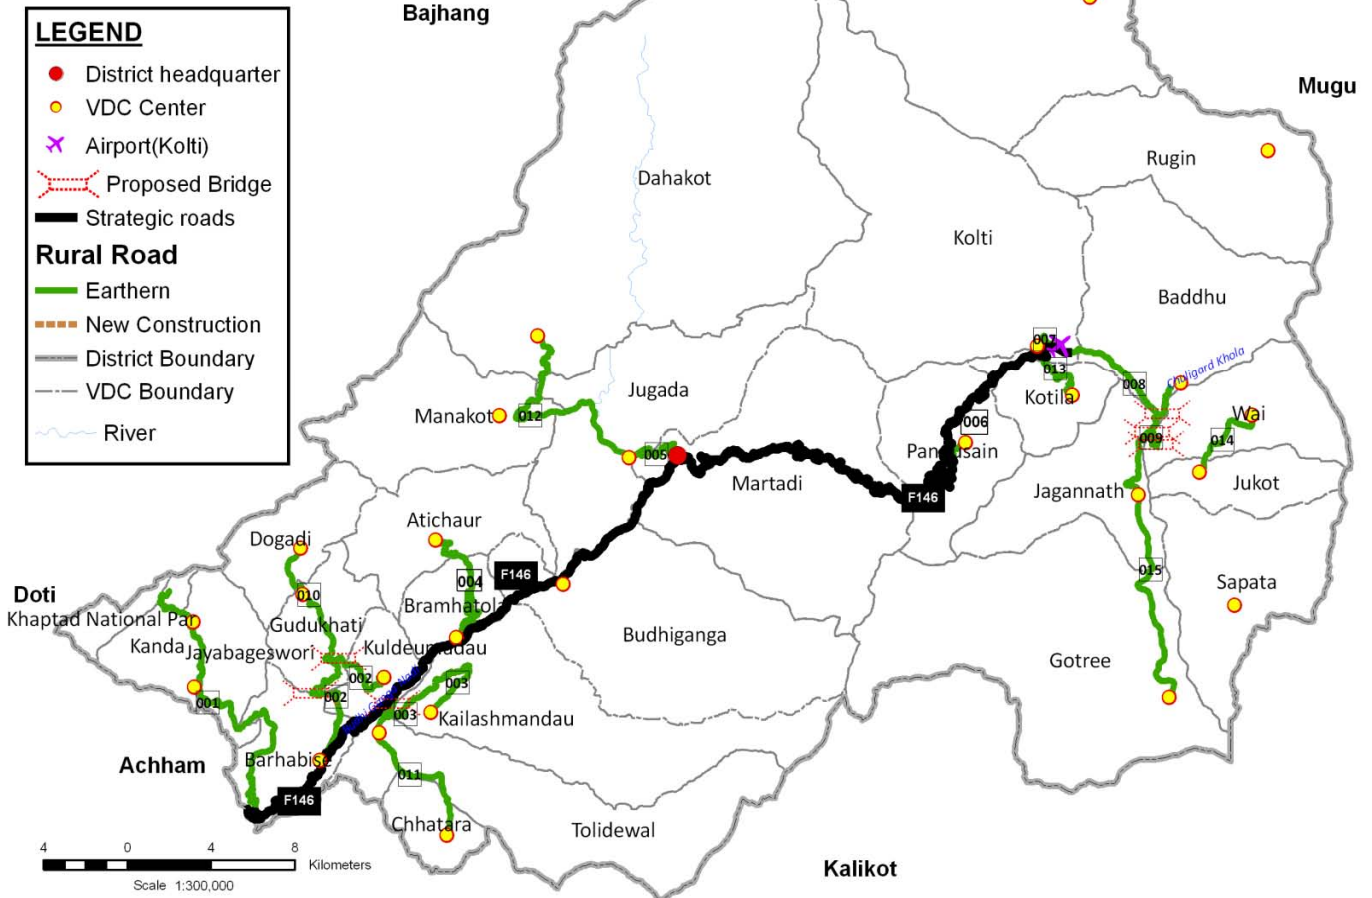 Bajhang
LEGEND
District headquarter
VDC Center
Airport(Kolti)
Proposed Bridge
Strategic roads
Rural Road
Earthern
New Construction
District Boundary
VDC Boundary
River
Mugu
Rugin
Dahakot
Kolti
Baddhu
007
013
Chaligard Khola
008
Jugada
Kotila
Manakot
012
Wai
006
009
014
005
Martadi
Jagannath
Jukot
F146
Atichaur
Dogadi
F146
004
015
Sapata
Doti
010
Bramhatola
Khaptad National Par
Gudukhati
Budhiganga
Kanda
Jayabageswori
Kuldeumadau
Gotree
002
003
002
001
003
Kailashmandau
Achham
Barhabise
011
F146
Chhatara
Tolidewal
4 0 4 8 Kilometers
Scale 1:300,000
Kalikot